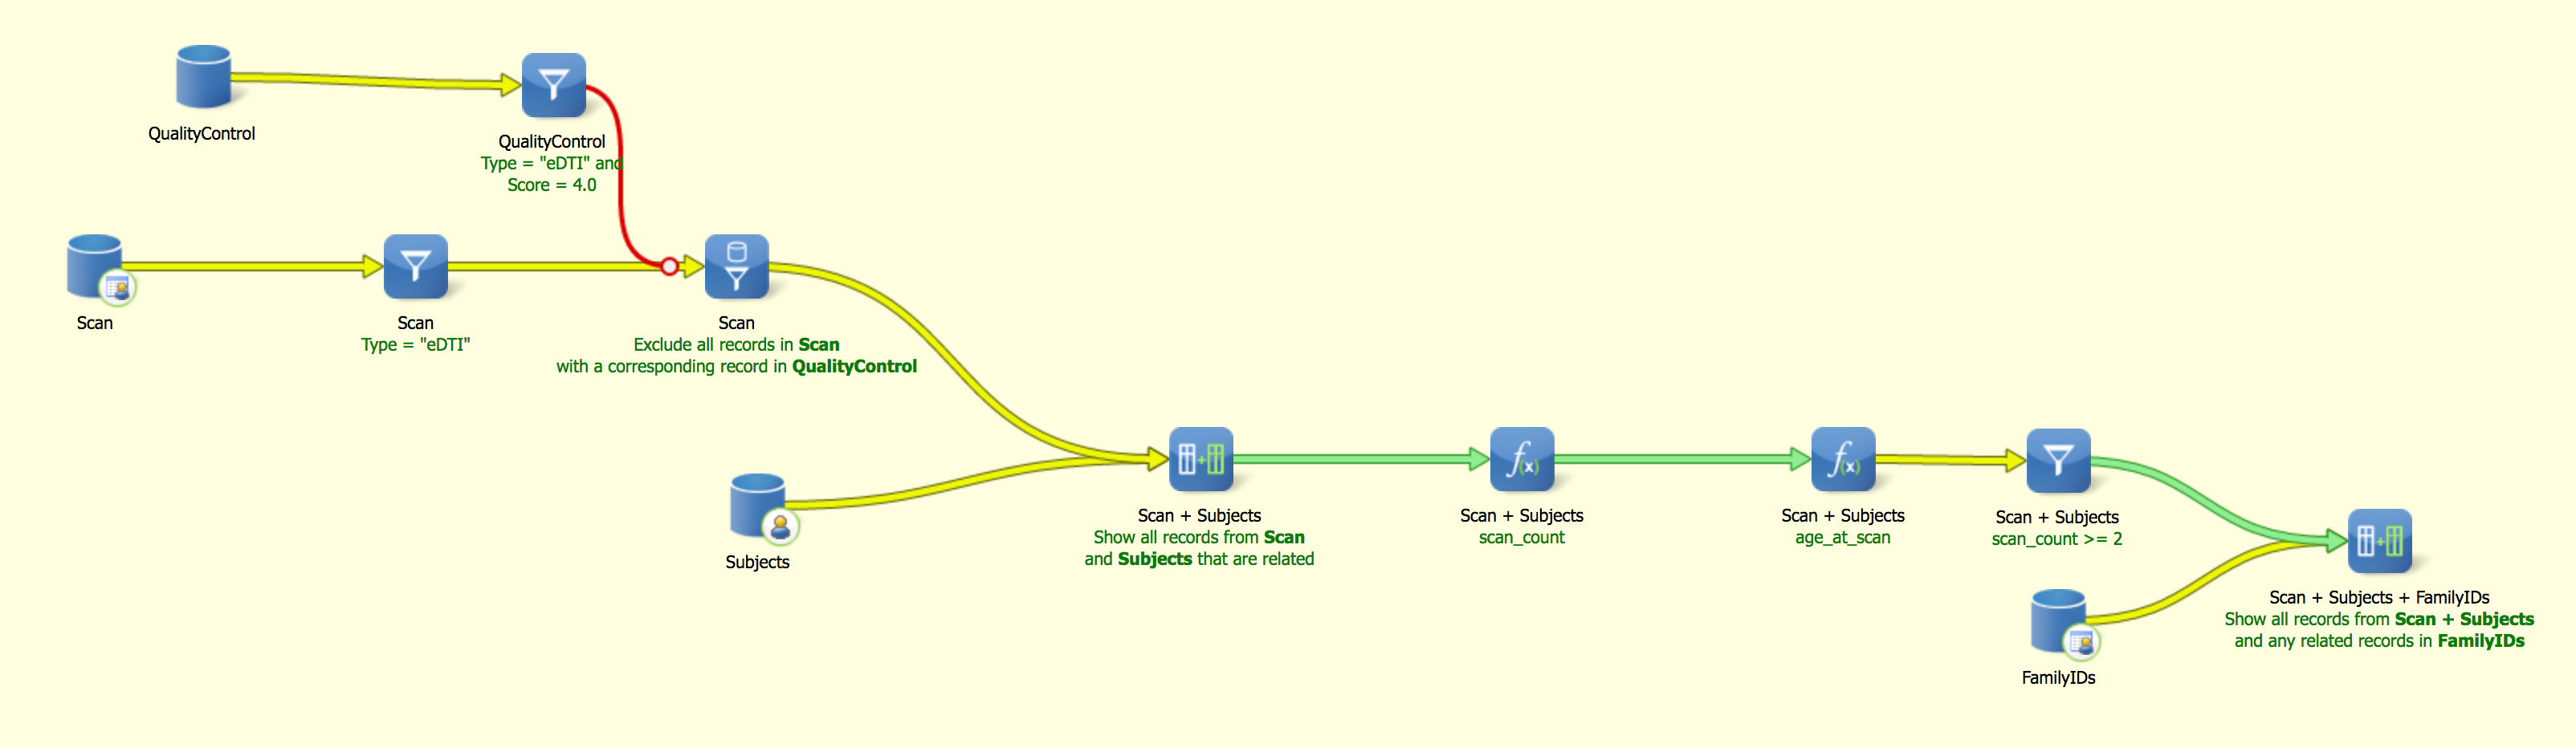 QualityControl
QualityControl
Type = "eDTI" and
Score = 4.0
Scan
Scan
Type = "eDTI"
Scan
Exclude all records in Scan
with a corresponding record in QualityControl
Subjects
Scan + Subjects
Show all records from Scan
and Subjects that are related
f(x)
Scan + Subjects
scan_count
f(x)
Scan + Subjects
age_at_scan
Scan + Subjects
scan_count >= 2
FamilyIDs
Scan + Subjects + FamilyIDs
Show all records from Scan + Subjects
and any related records in FamilyIDs